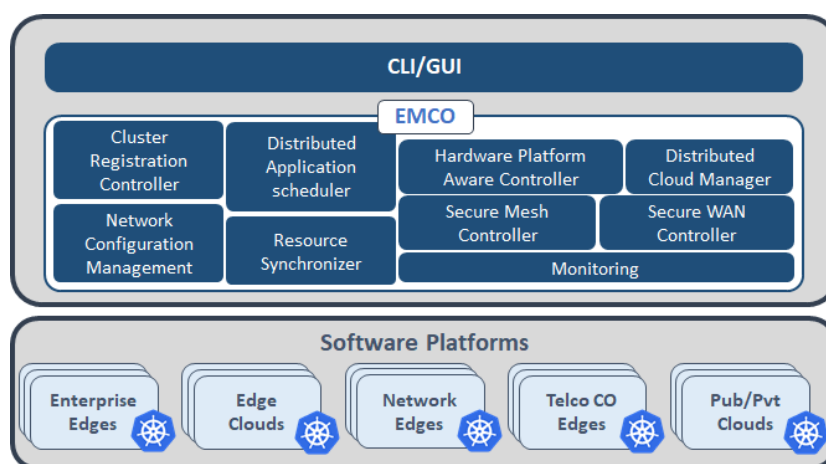 CLI/GUI
EMCO
Cluster
Registration
Controller
Distributed
Application
scheduler
Hardware Platform
Aware Controller
Distributed
Cloud Manager
Network
Configuration
Management
Resource
Synchronizer
Secure Mesh
Controller
Secure WAN
Controller
Monitoring
Software Platforms
Enterprise
Edges
Edge
Clouds
Network
Edges
Telco CO
Edges
Pub/Pvt
Clouds